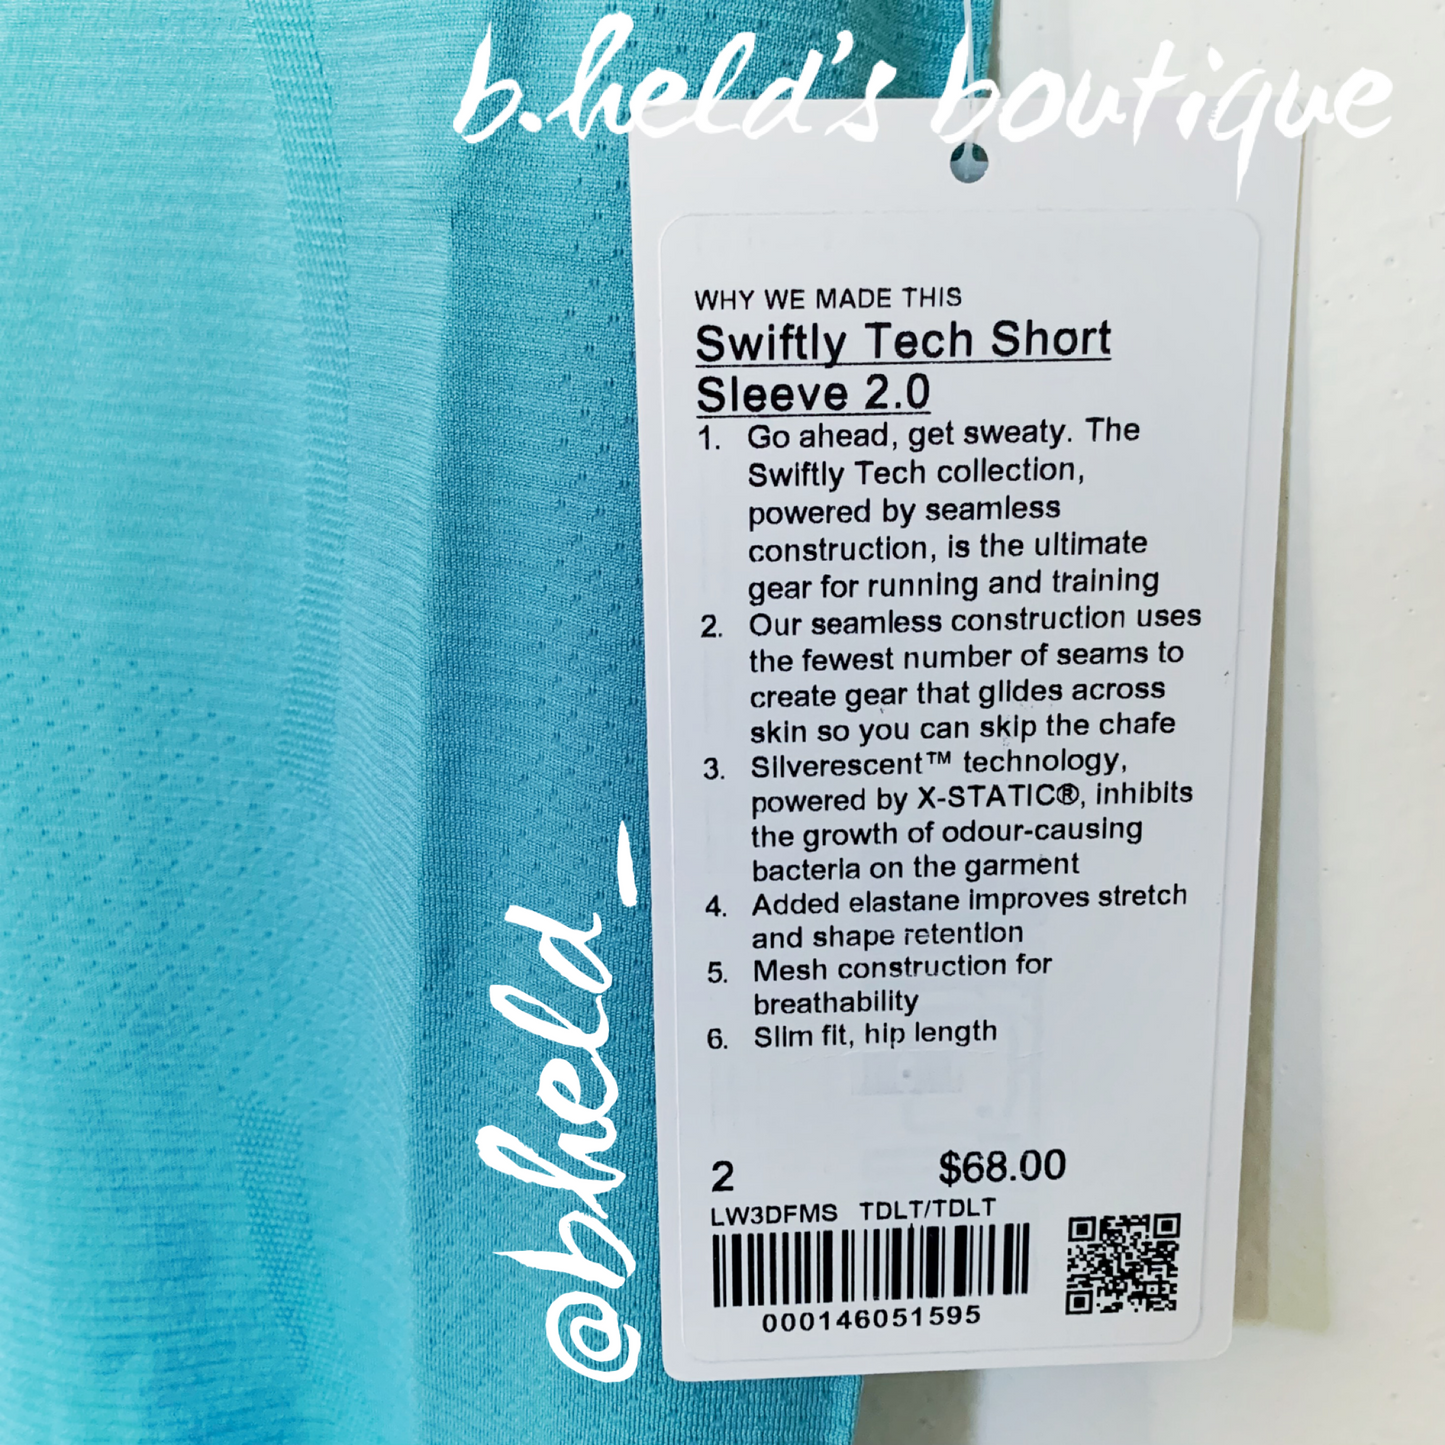 b.held's boutique
WHY WE MADE THIS
Swiftly Tech Short
Sleeve 2.0
1. Go ahead, get sweaty. The
Swiftly Tech collection,
powered by seamless
construction, is the ultimate
gear for running and training
2. Our seamless construction uses
the fewest number of seams to
create gear that glides across
skin so you can skip the chafe
3. Silverescent™ technology,
powered by X-STATIC®, inhibits
the growth of odour-causing
bacteria on the garment
4. Added elastane improves stretch
and shape retention
5. Mesh construction for
breathability
6. Slim fit, hip length
2 $68.00
LW3DFMS TDLT/TDLT
000146051595
@bheld_